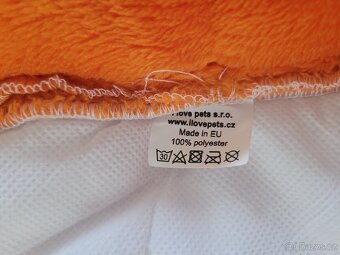 I love pets s.r.o.
www.ilovepets.cz
Made in EU
100% polyester
30